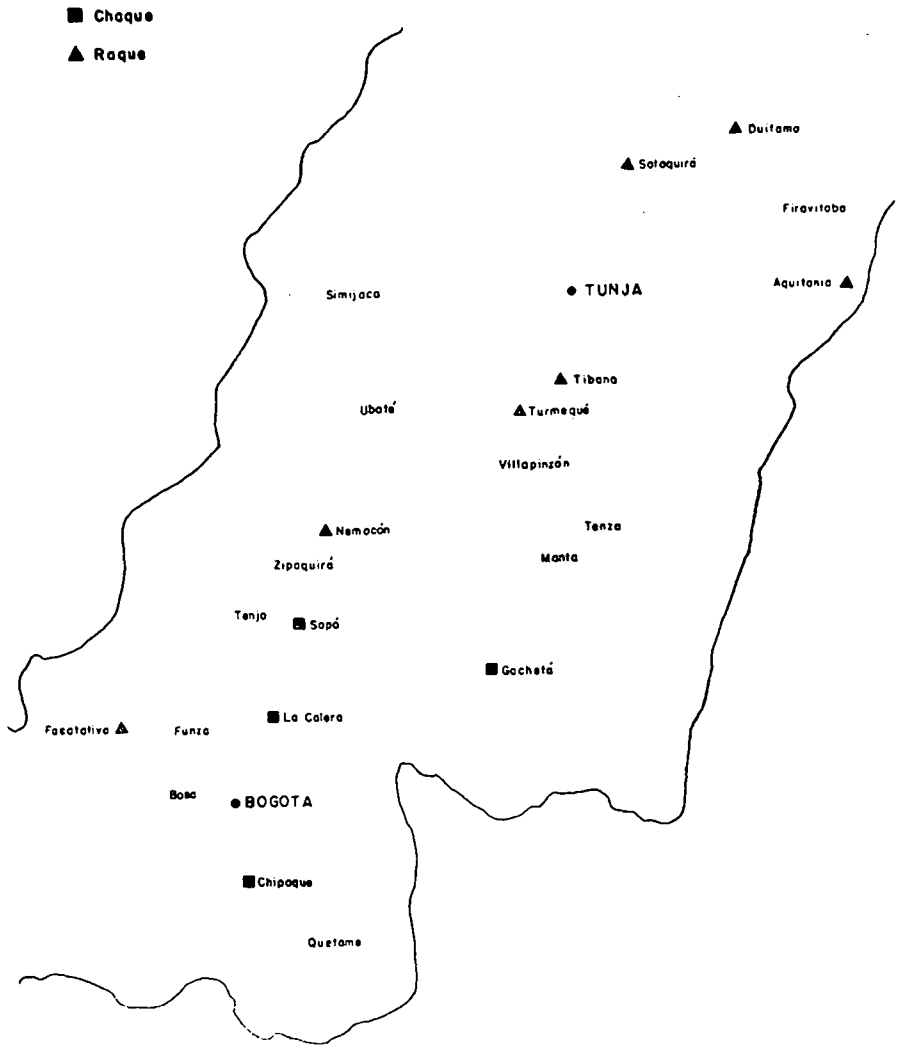 Chaque
Raque
Duitama
Sotaquirá
Firavitoba
Aquitania
Simijaca
TUNJA
Tibana
Ubaté
Turmequé
Villapinzón
Nemocón
Tenza
Zipaquirá
Manta
Tenjo
Sopó
Gachetá
La Calera
Facatativa
Funza
Bosa
BOGOTA
Chipaque
Quetame